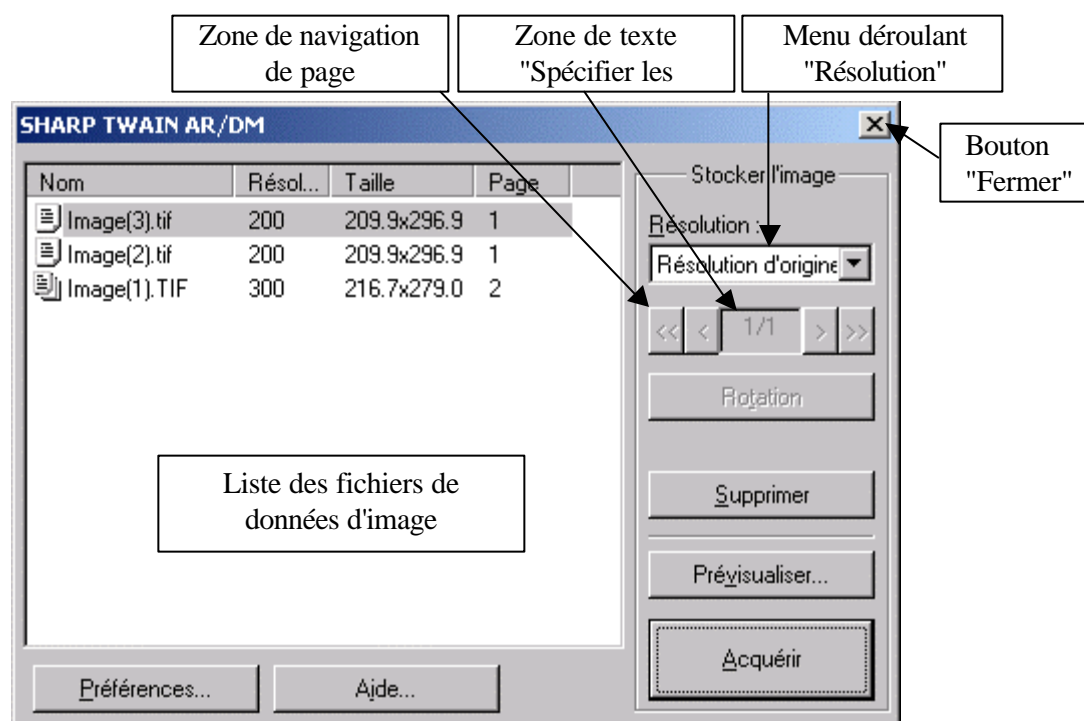 Zone de navigation
de page
Zone de texte
"Spécifier les
Menu déroulant
"Résolution"
SHARP TWAIN AR/DM
Bouton
"Fermer"
Nom Résol... Taille Page
Image(3).tif 200 209.9x296.9 1
Image(2).tif 200 209.9x296.9 1
Image(1).TIF 300 216.7x279.0 2
Liste des fichiers de
données d'image
Stocker l'image
Résolution :
Résolution d'origine
<< < 1/1 > >>
Rotation
Supprimer
Prévisualiser...
Acquérir
Préférences... Aide...